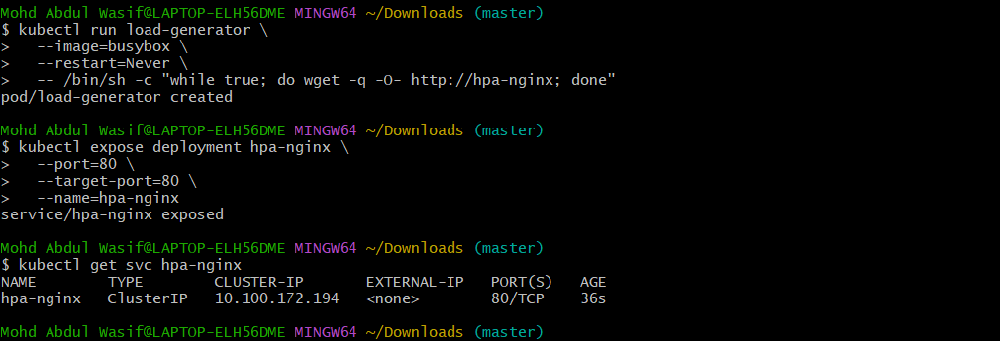 Mohd Abdul Wasif@LAPTOP-ELH56DME MINGW64 ~/Downloads (master)
$ kubectl run load-generator \
>   --image=busybox \
>   --restart=Never \
>   -- /bin/sh -c "while true; do wget -q -O- http://hpa-nginx; done"
pod/load-generator created
Mohd Abdul Wasif@LAPTOP-ELH56DME MINGW64 ~/Downloads (master)
$ kubectl expose deployment hpa-nginx \
>   --port=80 \
>   --target-port=80 \
>   --name=hpa-nginx
service/hpa-nginx exposed
Mohd Abdul Wasif@LAPTOP-ELH56DME MINGW64 ~/Downloads (master)
$ kubectl get svc hpa-nginx
NAME        TYPE        CLUSTER-IP       EXTERNAL-IP   PORT(S)   AGE
hpa-nginx   ClusterIP   10.100.172.194   <none>        80/TCP    36s
Mohd Abdul Wasif@LAPTOP-ELH56DME MINGW64 ~/Downloads (master)